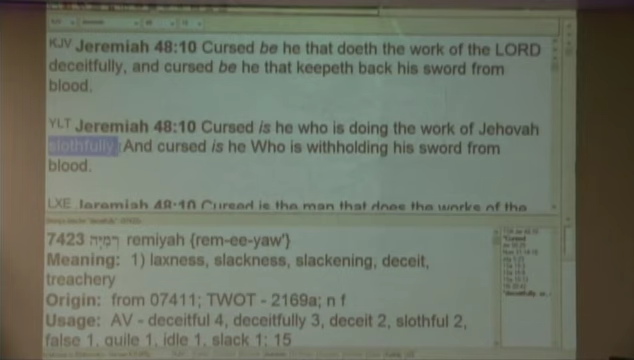 KJV Jeremiah 48:10 Cursed be he that doeth the work of the LORD
deceitfully, and cursed be he that keepeth back his sword from
blood.
YLT Jeremiah 48:10 Cursed is he who is doing the work of Jehovah
slothfully, And cursed is he Who is withholding his sword from
blood.
LXE Jeremiah 48:10 Cursed is the man that does the works of the
7423 רמיה remiyah {rem-ee-yaw'}
Meaning: 1) laxness, slackness, slackening, deceit,
treachery
Origin: from 07411; TWOT - 2169a; n f
Usage: AV - deceitful 4, deceitfully 3, deceit 2, slothful 2,
false 1, guile 1, idle 1, slack 1; 15
"Cursed